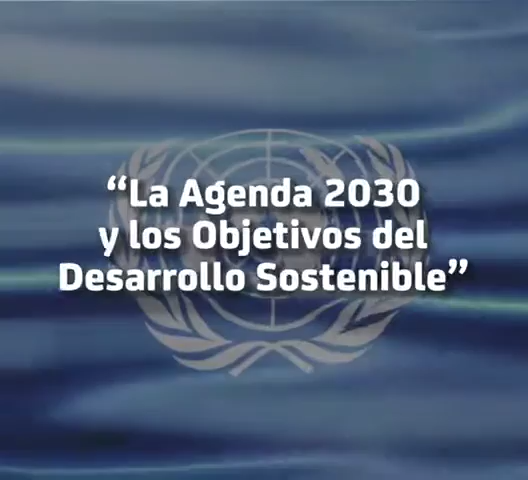 “La Agenda 2030
y los Objetivos del
Desarrollo Sostenible”